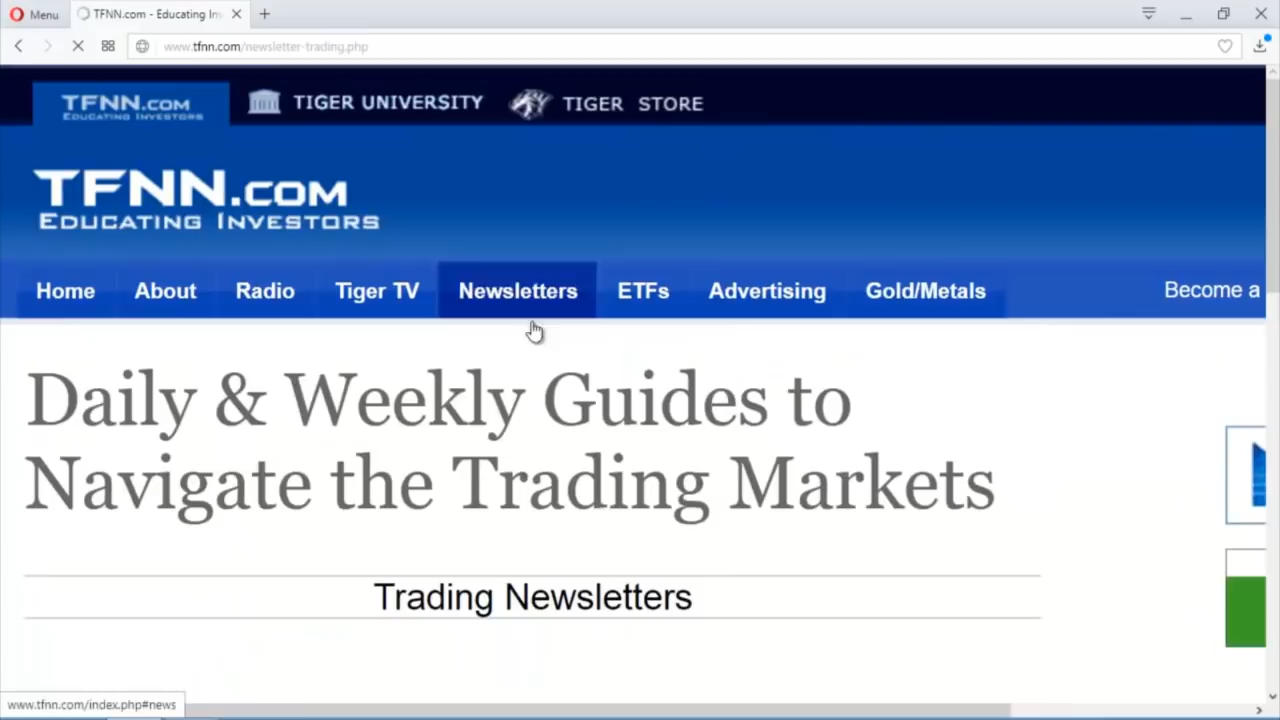 Menu
TFNN.com - Educating In
www.tfnn.com/newsletter-trading.php
TFNN.COM
EDUCATING INVESTORS
TIGER UNIVERSITY
TIGER STORE
TFNN.COM
EDUCATING INVESTORS
Home About Radio Tiger TV Newsletters ETFs Advertising Gold/Metals Become a
Daily & Weekly Guides to
Navigate the Trading Markets
Trading Newsletters
www.tfnn.com/index.php#news